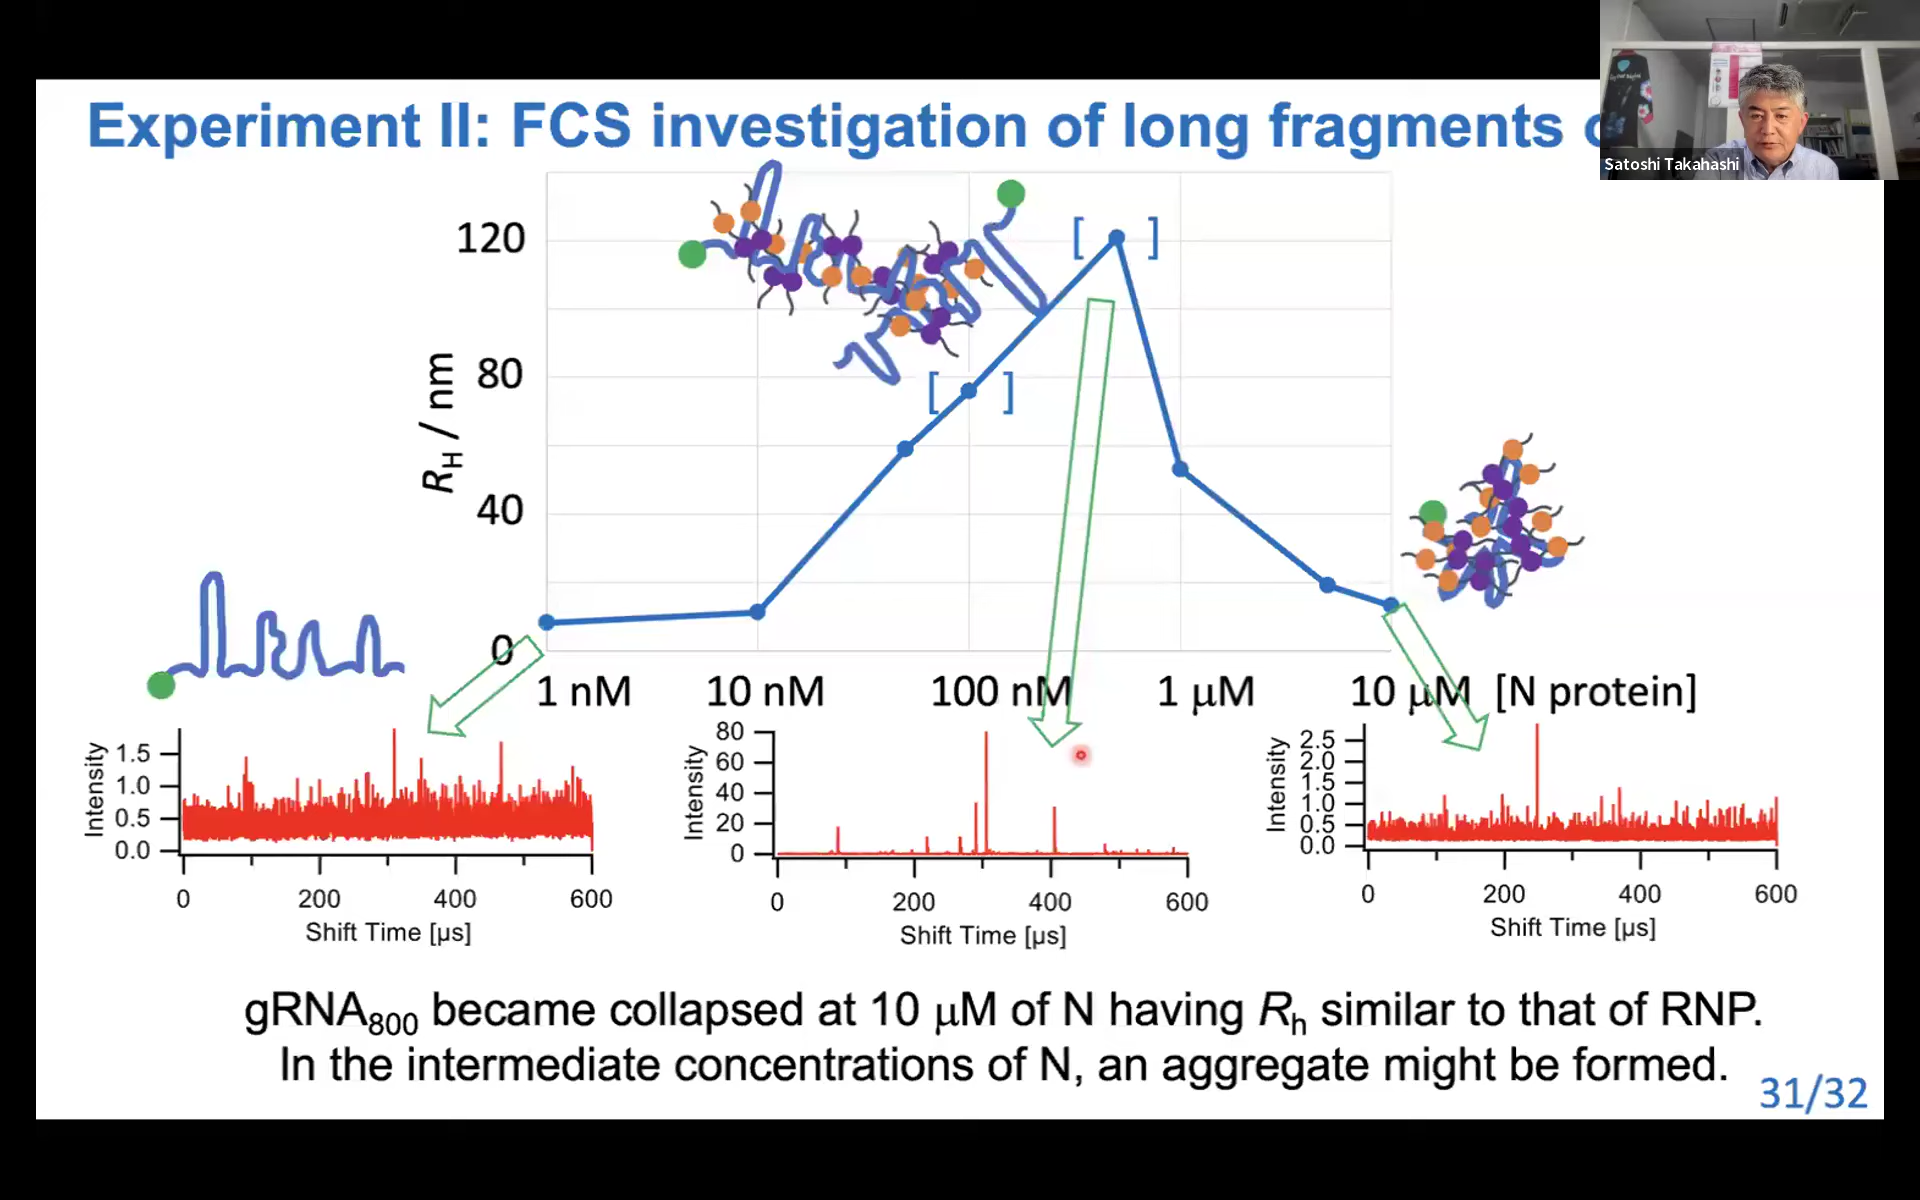 Experiment II: FCS investigation of long fragments
Satoshi Takahashi
[ ]
[ ]
RH / nm
120
80
40
0
1 nM 10 nM 100 nM 1 μM 10 μM [N protein]
Intensity
1.5
1.0
0.5
0.0
0 200 400 600
Shift Time [μs]
Intensity
80
60
40
20
0
0 200 400 600
Shift Time [μs]
Intensity
2.5
2.0
1.5
1.0
0.5
0.0
0 200 400 600
Shift Time [μs]
gRNA800 became collapsed at 10 μM of N having Rh similar to that of RNP.
In the intermediate concentrations of N, an aggregate might be formed.
31/32